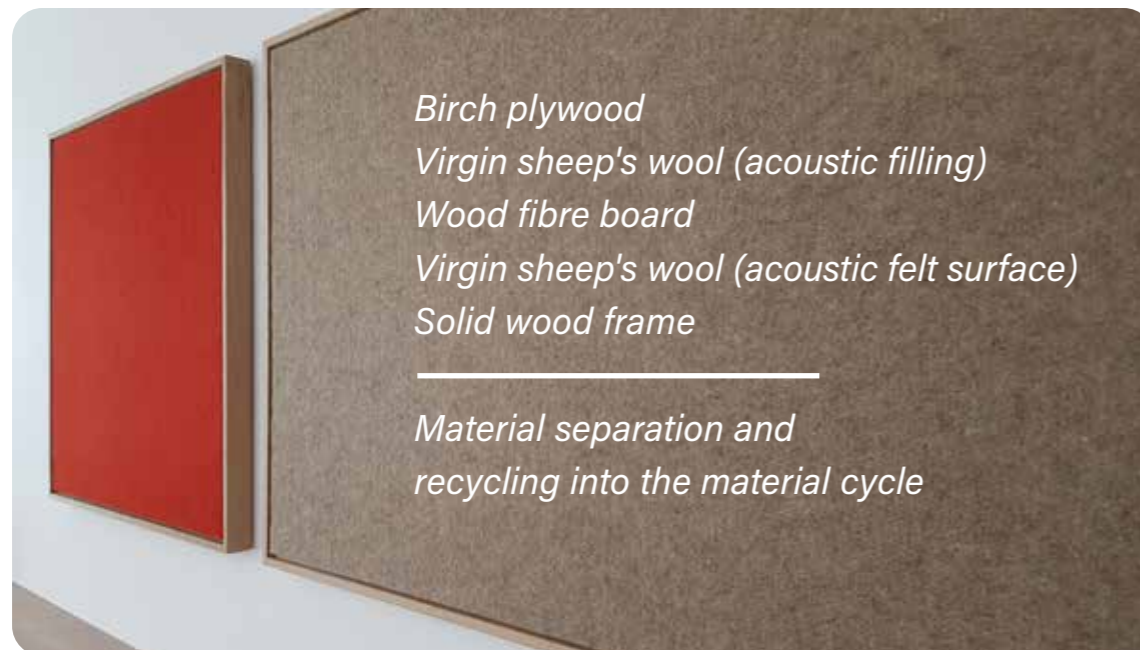 Birch plywood
Virgin sheep's wool (acoustic filling)
Wood fibre board
Virgin sheep's wool (acoustic felt surface)
Solid wood frame
Material separation and
recycling into the material cycle